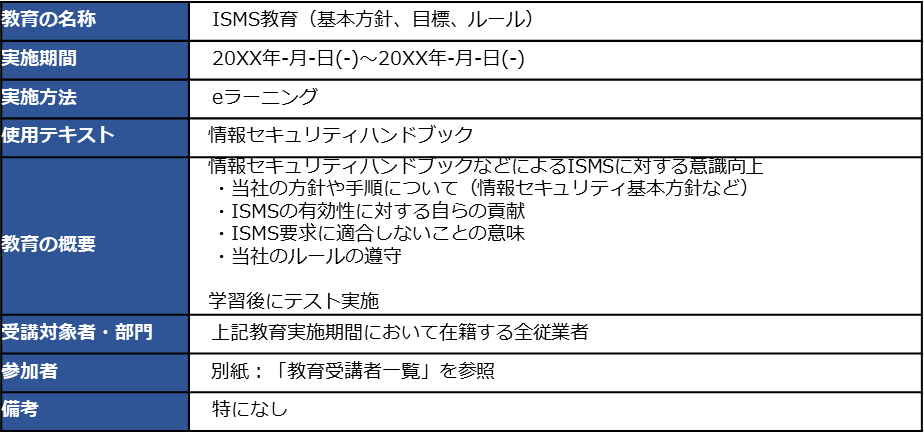 教育の名称 ISMS教育（基本方針、目標、ルール）
実施期間 20XX年-月-日(-)～20XX年-月-日(-)
実施方法 eラーニング
使用テキスト 情報セキュリティハンドブック
教育の概要
情報セキュリティハンドブックなどによるISMSに対する意識向上
・当社の方針や手順について（情報セキュリティ基本方針など）
・ISMSの有効性に対する自らの貢献
・ISMS要求に適合しないことの意味
・当社のルールの遵守
学習後にテスト実施
受講対象者・部門 上記教育実施期間において在籍する全従業者
参加者 別紙：「教育受講者一覧」を参照
備考 特になし